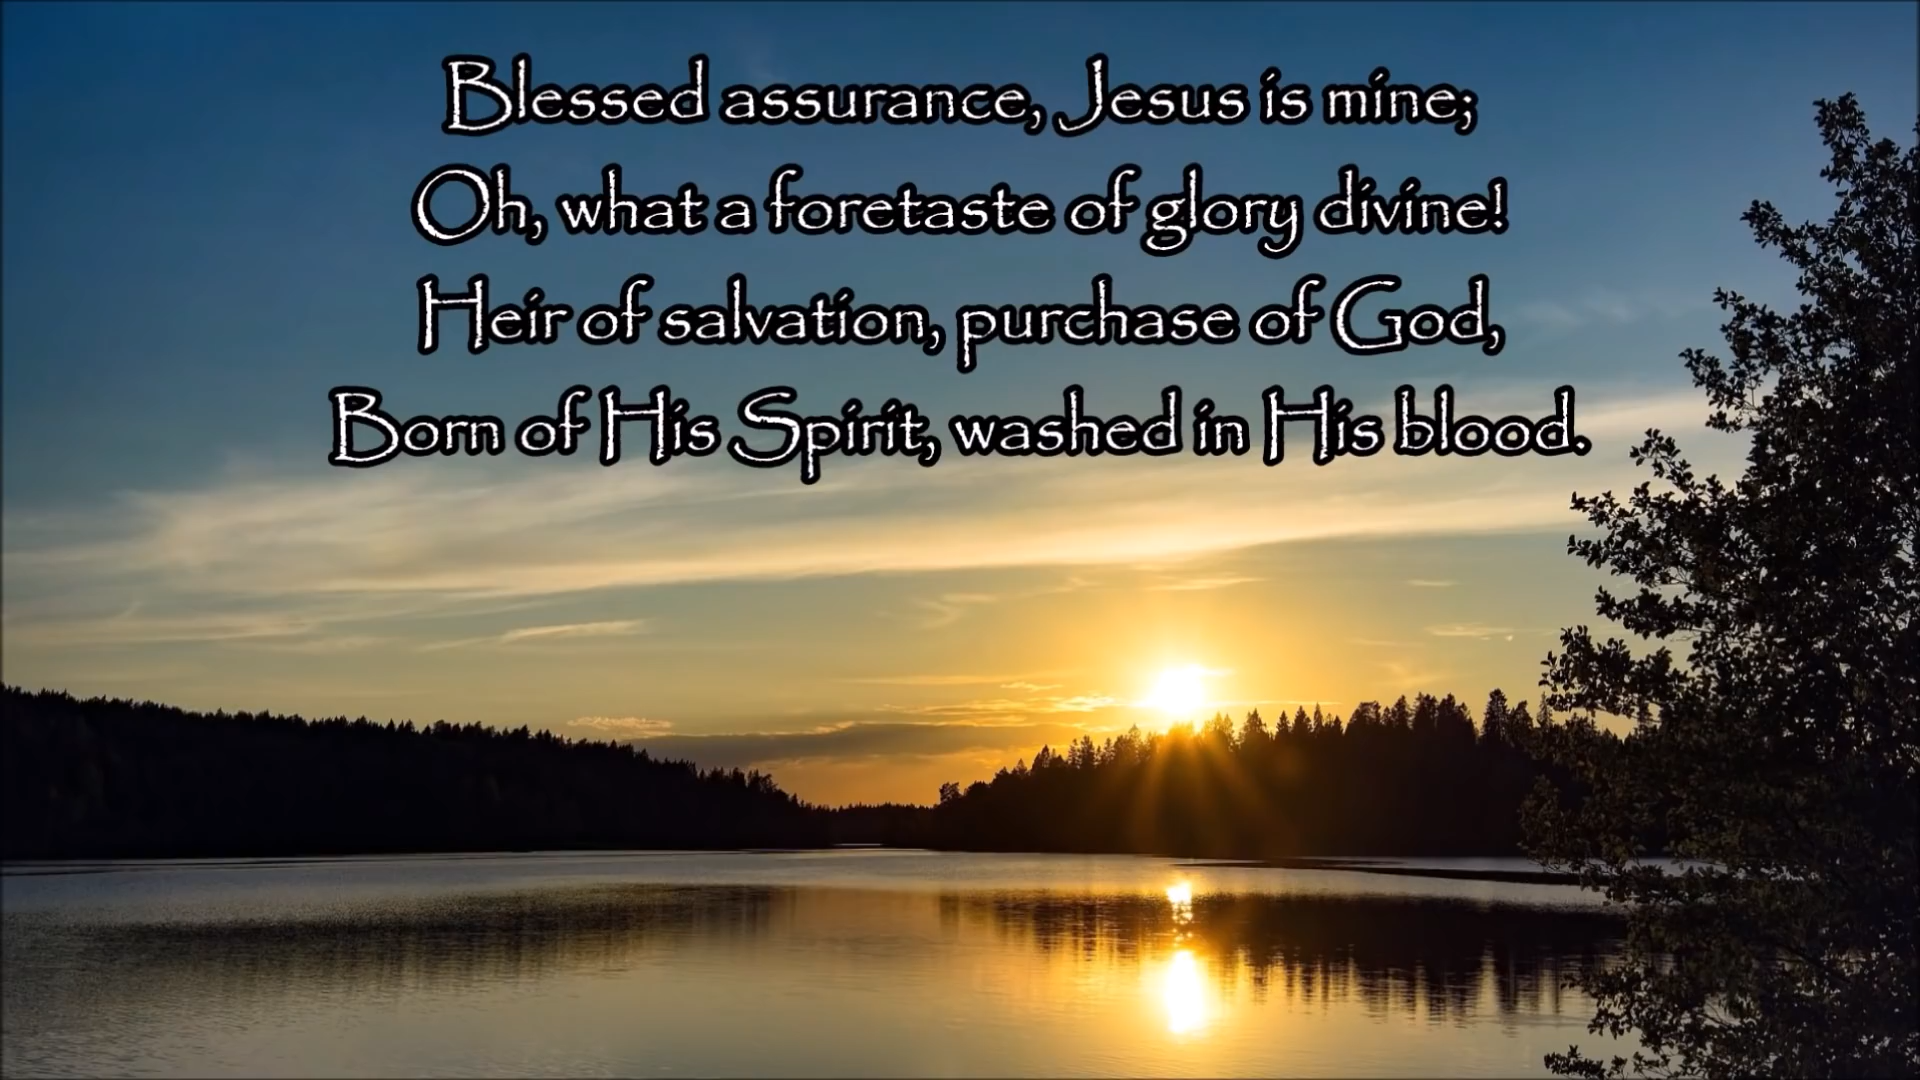 Blessed assurance, Jesus is mine;
Oh, what a foretaste of glory divine!
Heir of salvation, purchase of God,
Born of His Spirit, washed in His blood.